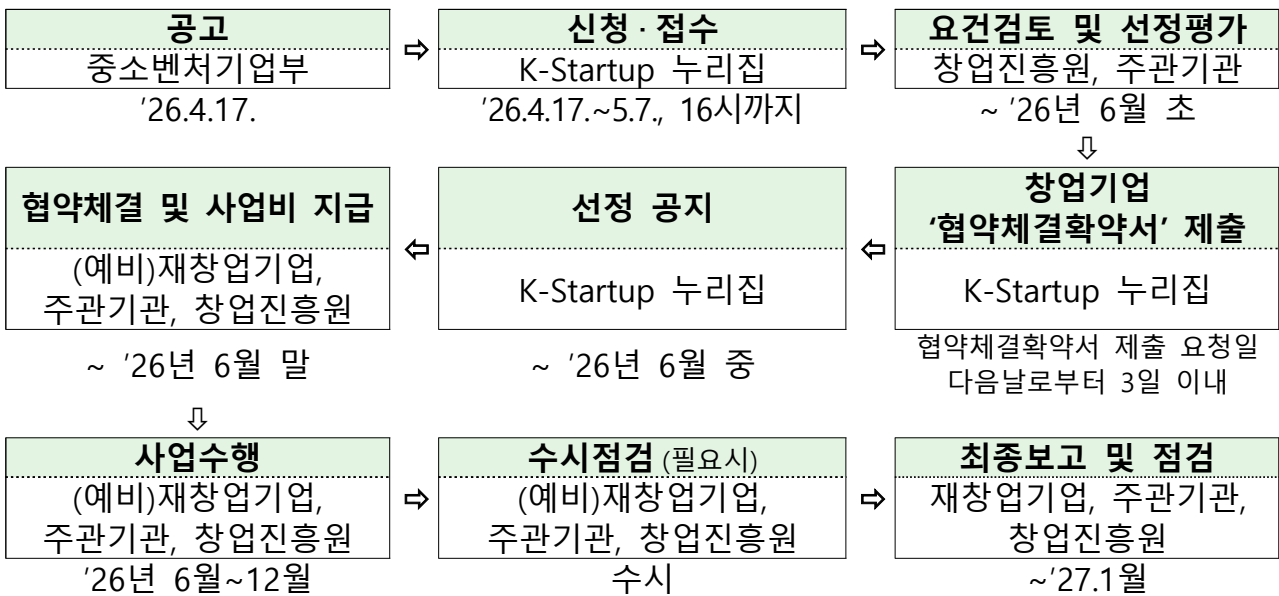 공고
중소벤처기업부
'26.4.17.
⇨
신청 · 접수
K-Startup 누리집
'26.4.17.~5.7., 16시까지
⇨
요건검토 및 선정평가
창업진흥원, 주관기관
~ '26년 6월 초
⇩
창업기업
‘협약체결확약서’ 제출
K-Startup 누리집
협약체결확약서 제출 요청일
다음날로부터 3일 이내
⇦
선정 공지
K-Startup 누리집
~ '26년 6월 중
⇦
협약체결 및 사업비 지급
(예비)재창업기업,
주관기관, 창업진흥원
~ '26년 6월 말
⇩
사업수행
(예비)재창업기업,
주관기관, 창업진흥원
'26년 6월~12월
⇨
수시점검 (필요시)
(예비)재창업기업,
주관기관, 창업진흥원
수시
⇨
최종보고 및 점검
재창업기업, 주관기관,
창업진흥원
~'27.1월